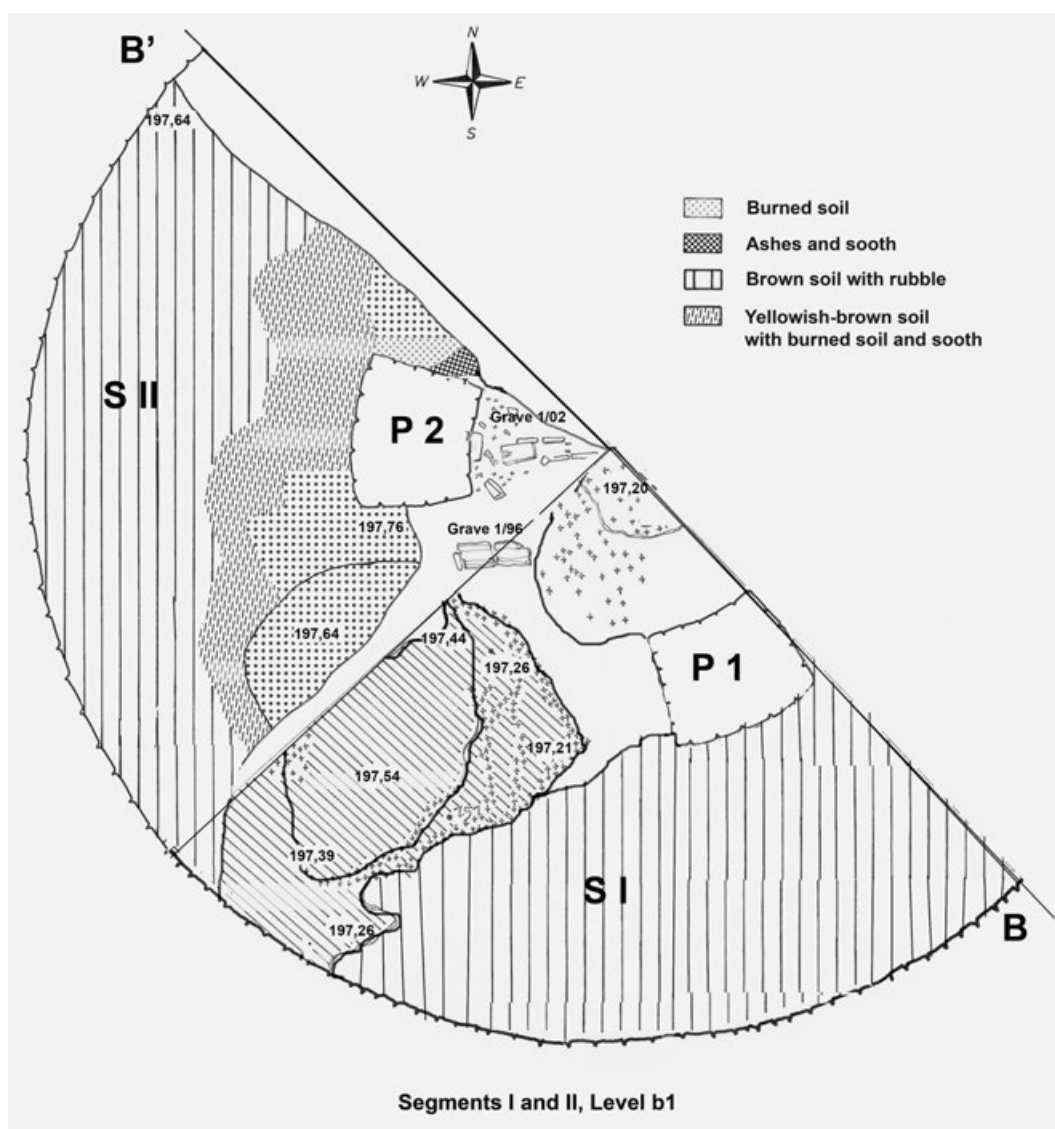 N
B’
W
E
197,64
S
Burned soil
Ashes and sooth
Brown soil with rubble
Yellowish-brown soil
with burned soil and sooth
S II
Grave 1/02
P 2
197,20
197,76
Grave 1/96
197,64
197,44
197,26
P 1
197,21
197,54
197,39
S I
197,26
B
Segments I and II, Level b1